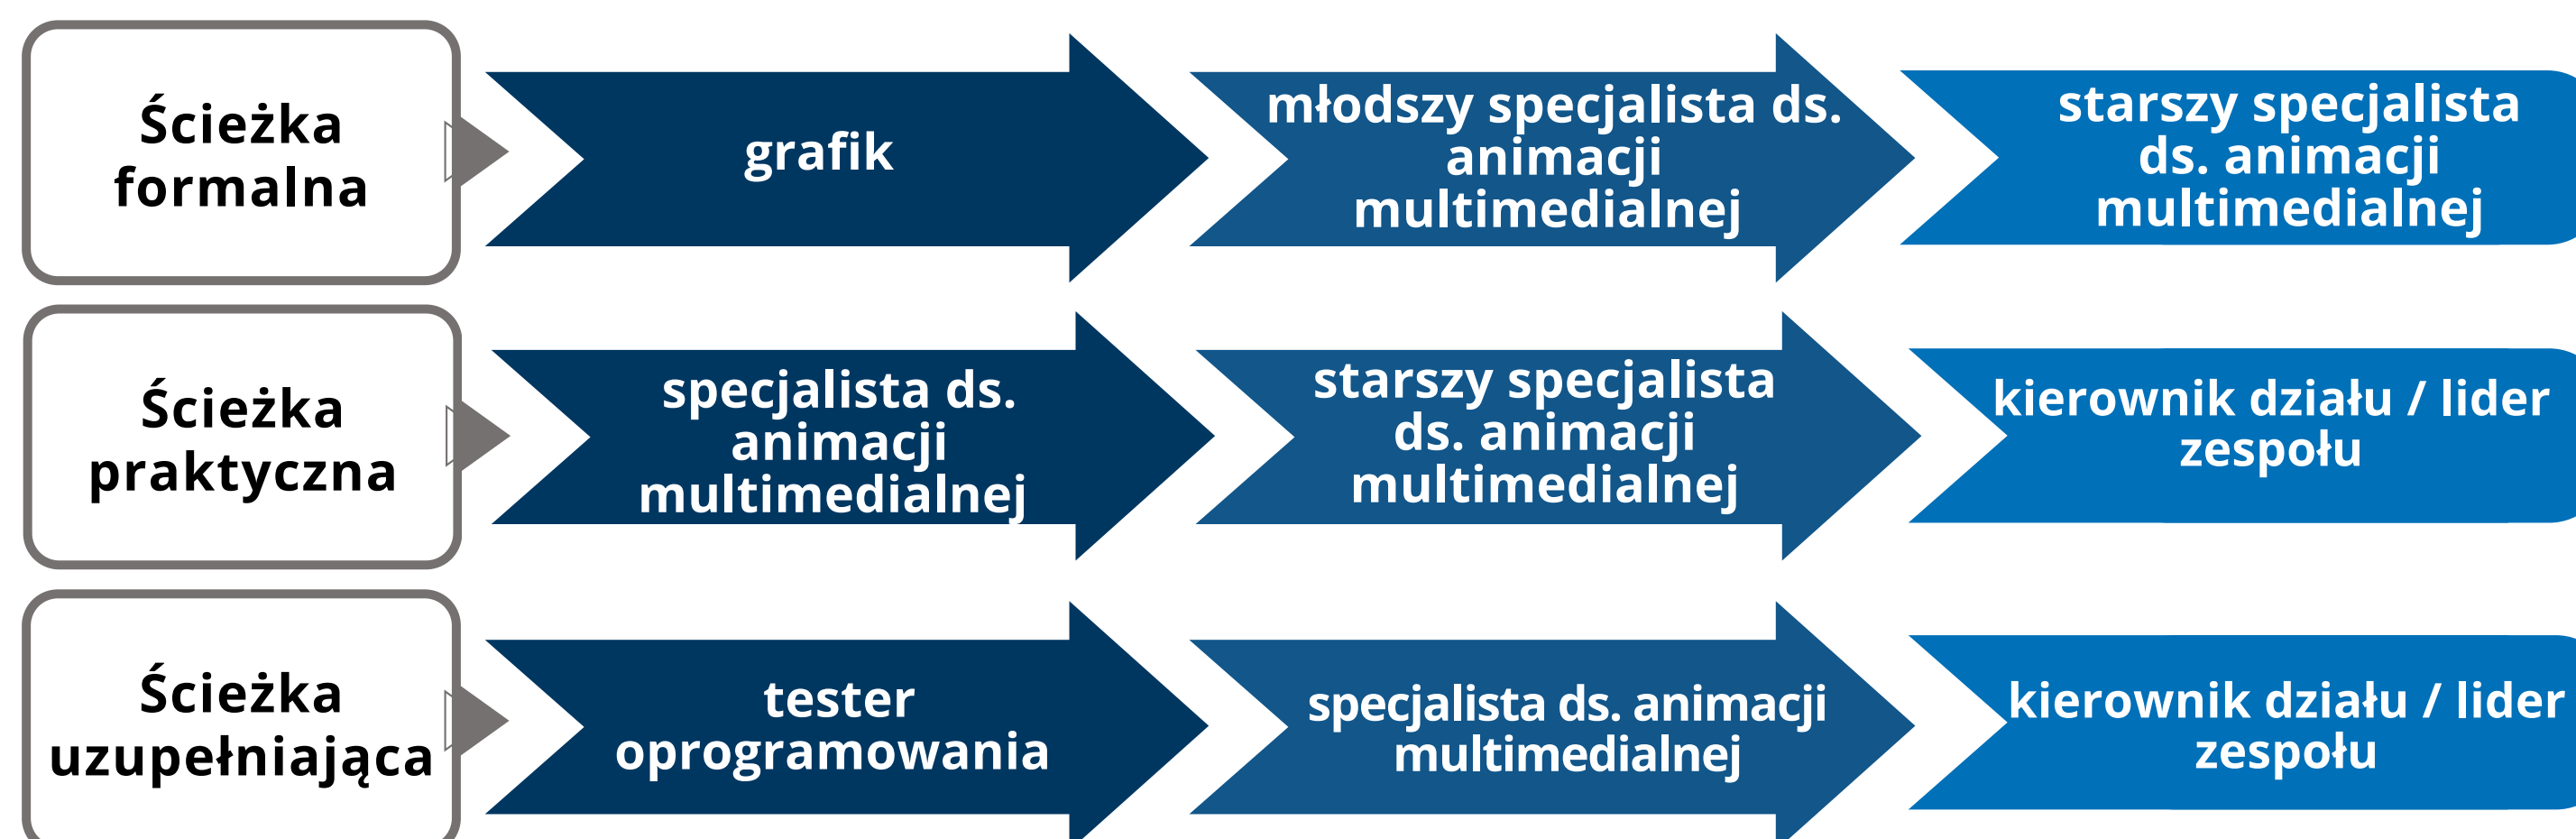 Ścieżka
formalna
grafik
młodszy specjalista ds.
animacji
multimedialnej
starszy specjalista
ds. animacji
multimedialnej
Ścieżka
praktyczna
specjalista ds.
animacji
multimedialnej
starszy specjalista
ds. animacji
multimedialnej
kierownik działu / lider
zespołu
Ścieżka
uzupełniająca
tester
oprogramowania
specjalista ds. animacji
multimedialnej
kierownik działu / lider
zespołu